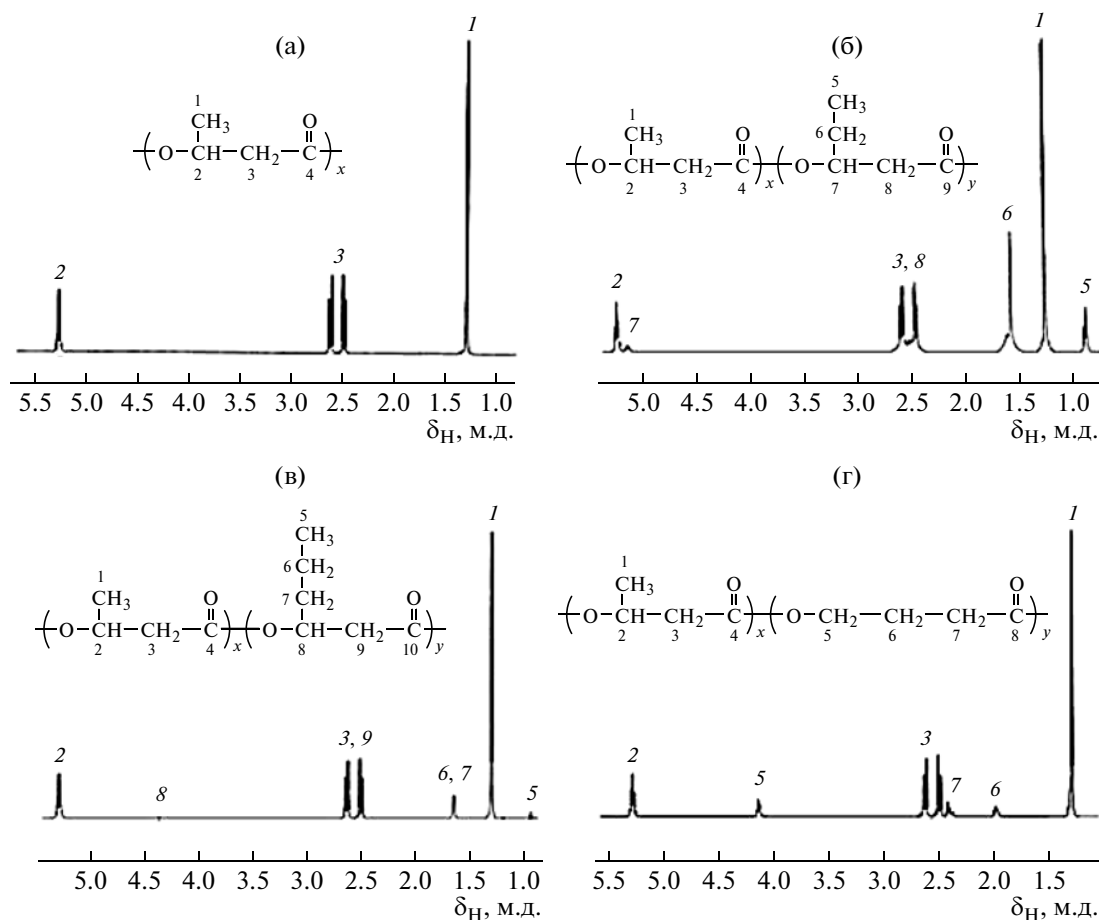 (а)
1
CH₃ O
( O—CH—CH₂—C )x
2 3 4
2
3
1
5.5 5.0 4.5 4.0 3.5 3.0 2.5 2.0 1.5 1.0
δH, м.д.
(б)
5
CH₃
1 6
CH₃ O CH₂ O
( O—CH—CH₂—C )x ( O—CH—CH₂—C )y
2 3 4 7 8 9
2
7
3, 8
6
1
5
5.0 4.5 4.0 3.5 3.0 2.5 2.0 1.5 1.0
δH, м.д.
(в)
5
CH₃
6
CH₂
1 7
CH₃ O CH₂ O
( O—CH—CH₂—C )x ( O—CH—CH₂—C )y
2 3 4 8 9 10
2
8
3, 9
6, 7
1
5
5.0 4.5 4.0 3.5 3.0 2.5 2.0 1.5 1.0
δH, м.д.
(г)
1
CH₃ O O
( O—CH—CH₂—C )x ( O—CH₂—CH₂—CH₂—C )y
2 3 4 5 6 7 8
2
5
3
7
6
1
5.5 5.0 4.5 4.0 3.5 3.0 2.5 2.0 1.5
δH, м.д.